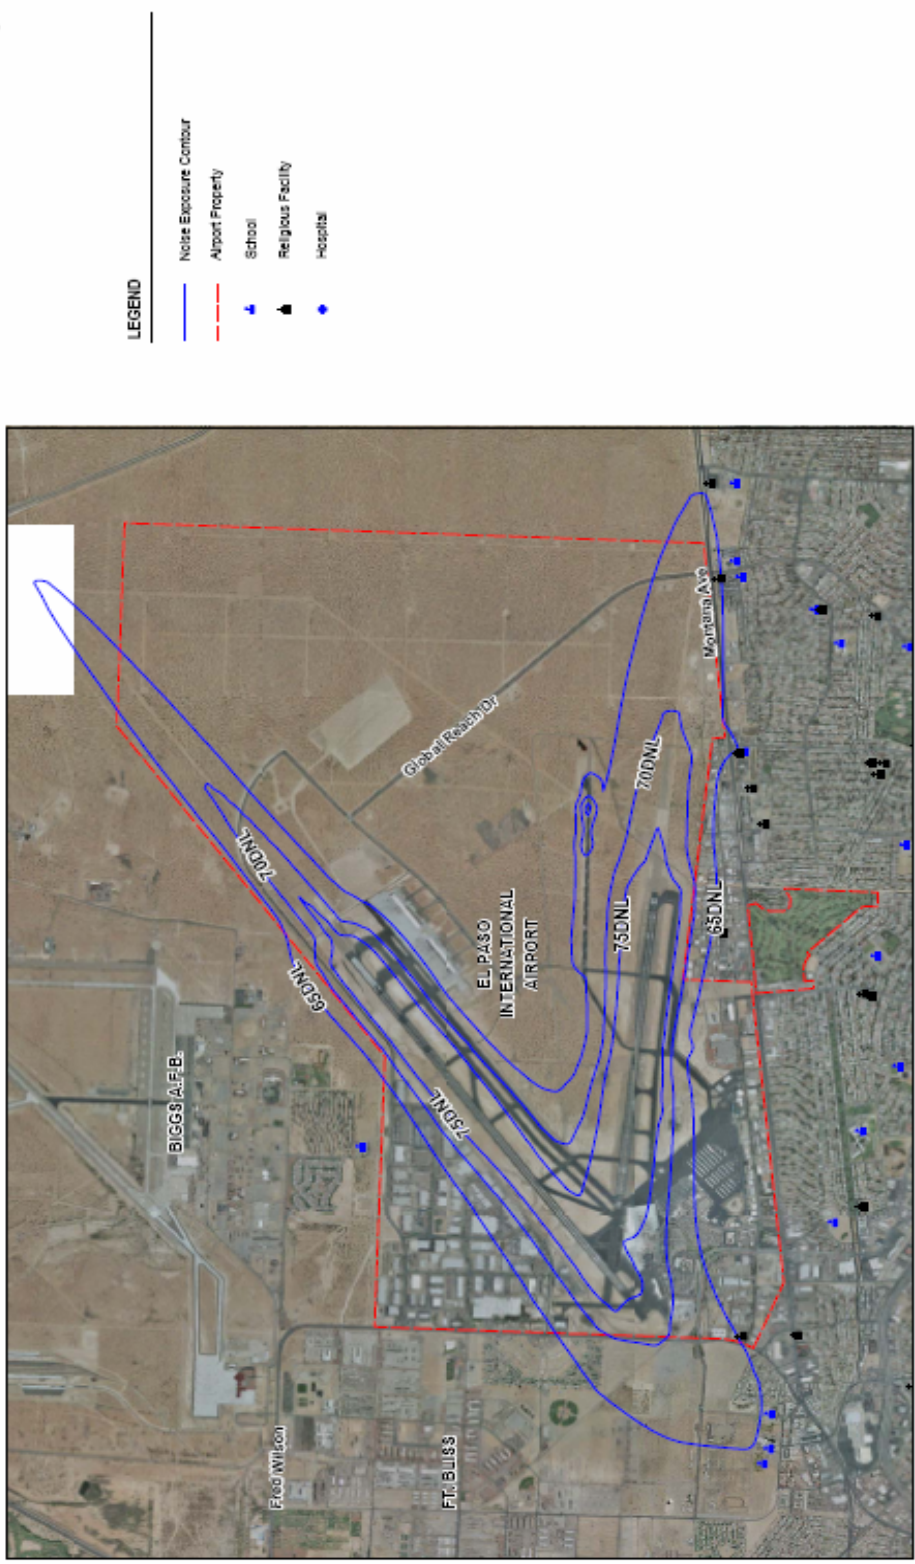 LEGEND
Noise Exposure Contour
Airport Property
School
Religious Facility
Hospital
70DNL
65DNL
BIGGS A.F.B.
75DNL
Global Reach Dr
Montana Ave
70DNL
EL PASO
INTERNATIONAL
AIRPORT
75DNL
65DNL
Fred Wilson
FT. BLISS